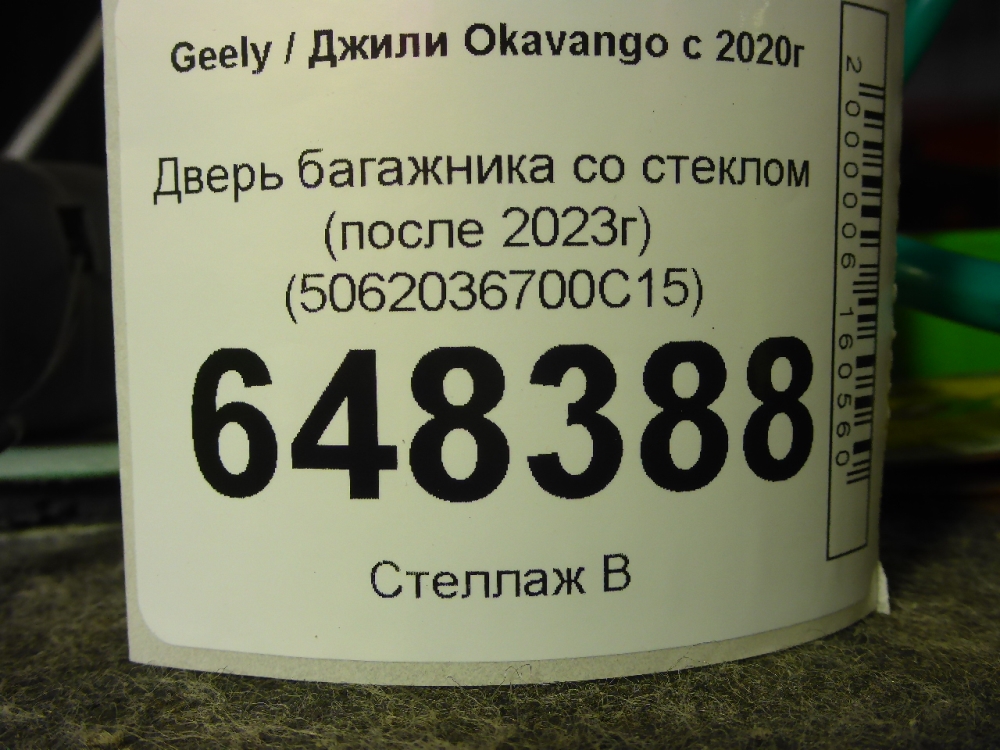 Geely / Джили Okavango с 2020г
Дверь багажника со стеклом
(после 2023г)
(5062036700C15)
648388
Стеллаж В
2000006160560